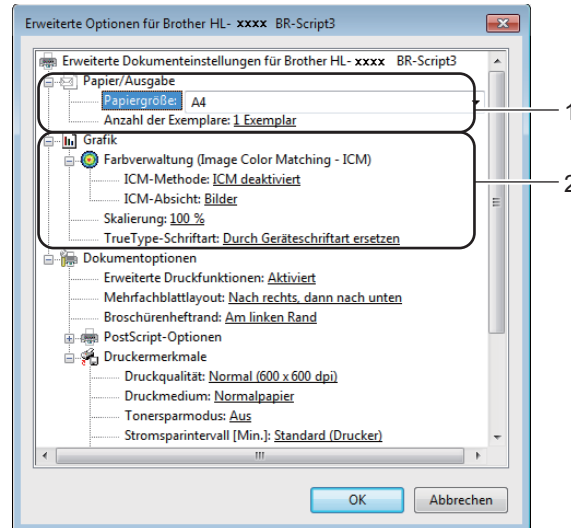 Erweiterte Optionen für Brother HL- xxxx BR-Script3
Erweiterte Dokumenteinstellungen für Brother HL- xxxx BR-Script3
Papier/Ausgabe
Papiergröße: A4
Anzahl der Exemplare: 1 Exemplar
1
Grafik
Farbverwaltung (Image Color Matching - ICM)
ICM-Methode: ICM deaktiviert
2
ICM-Absicht: Bilder
Skalierung: 100 %
TrueType-Schriftart: Durch Geräteschriftart ersetzen
Dokumentoptionen
Erweiterte Druckfunktionen: Aktiviert
Mehrfachblattlayout: Nach rechts, dann nach unten
Broschürenheftrand: Am linken Rand
PostScript-Optionen
Druckermerkmale
Druckqualität: Normal (600 x 600 dpi)
Druckmedium: Normalpapier
Tonersparmodus: Aus
Stromsparintervall [Min.]: Standard (Drucker)
OK Abbrechen